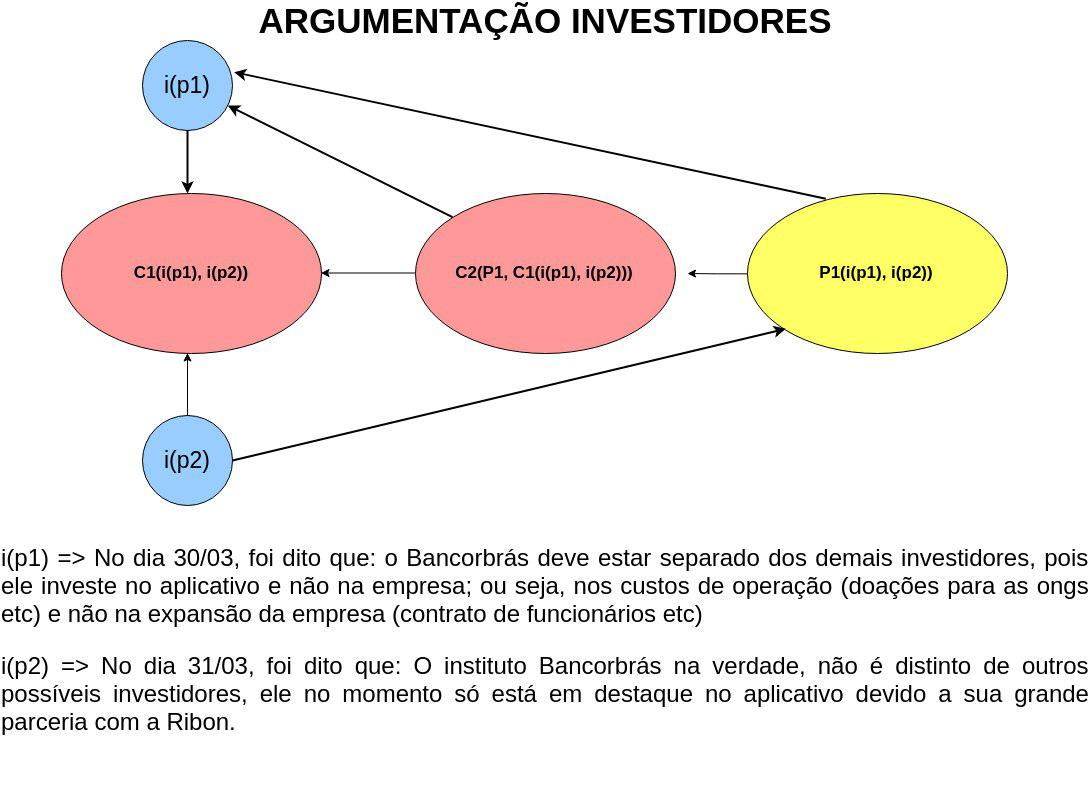 ARGUMENTAÇÃO INVESTIDORES
i(p1)
C1(i(p1), i(p2))
C2(P1, C1(i(p1), i(p2)))
P1(i(p1), i(p2))
i(p2)
i(p1) => No dia 30/03, foi dito que: o Bancorbrás deve estar separado dos demais investidores, pois
ele investe no aplicativo e não na empresa; ou seja, nos custos de operação (doações para as ongs
etc) e não na expansão da empresa (contrato de funcionários etc)
i(p2) => No dia 31/03, foi dito que: O instituto Bancorbrás na verdade, não é distinto de outros
possíveis investidores, ele no momento só está em destaque no aplicativo devido a sua grande
parceria com a Ribon.